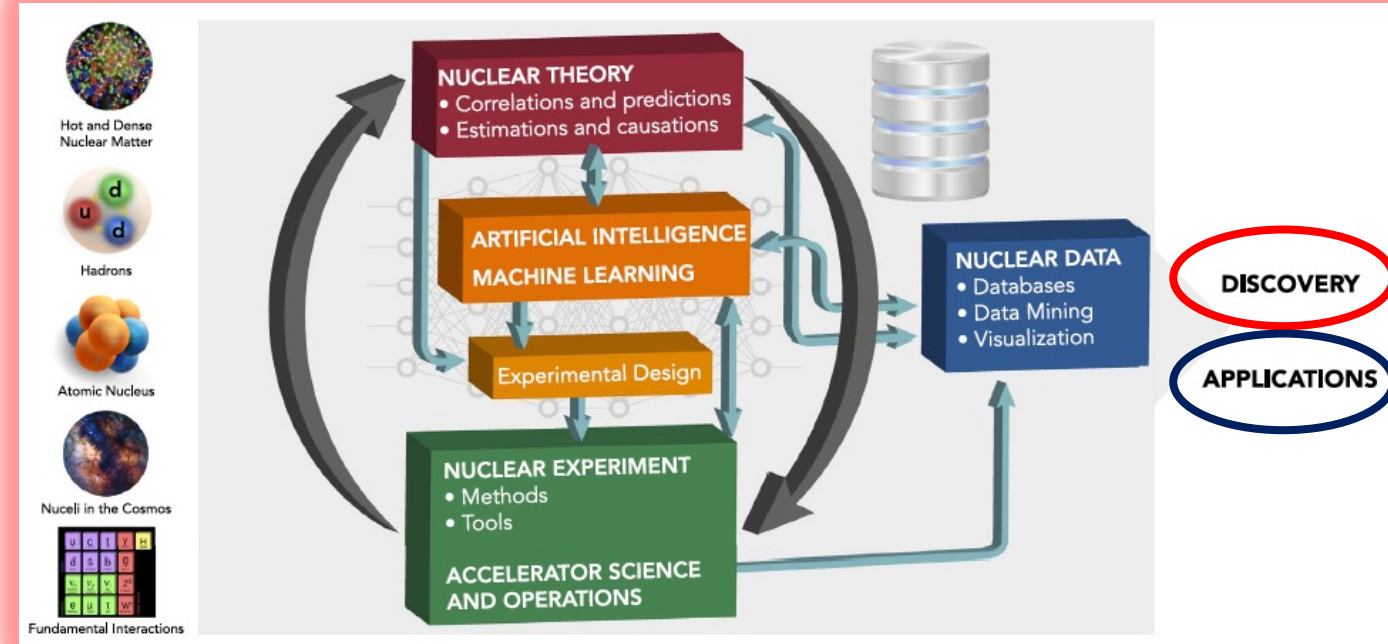 Hot and Dense
Nuclear Matter
u
d
d
Hadrons
Atomic Nucleus
Nuceli in the Cosmos
u c t γ H
d s b g
e μ τ W
Fundamental Interactions
NUCLEAR THEORY
• Correlations and predictions
• Estimations and causations
ARTIFICIAL INTELLIGENCE
MACHINE LEARNING
Experimental Design
NUCLEAR EXPERIMENT
• Methods
• Tools
ACCELERATOR SCIENCE
AND OPERATIONS
NUCLEAR DATA
• Databases
• Data Mining
• Visualization
DISCOVERY
APPLICATIONS